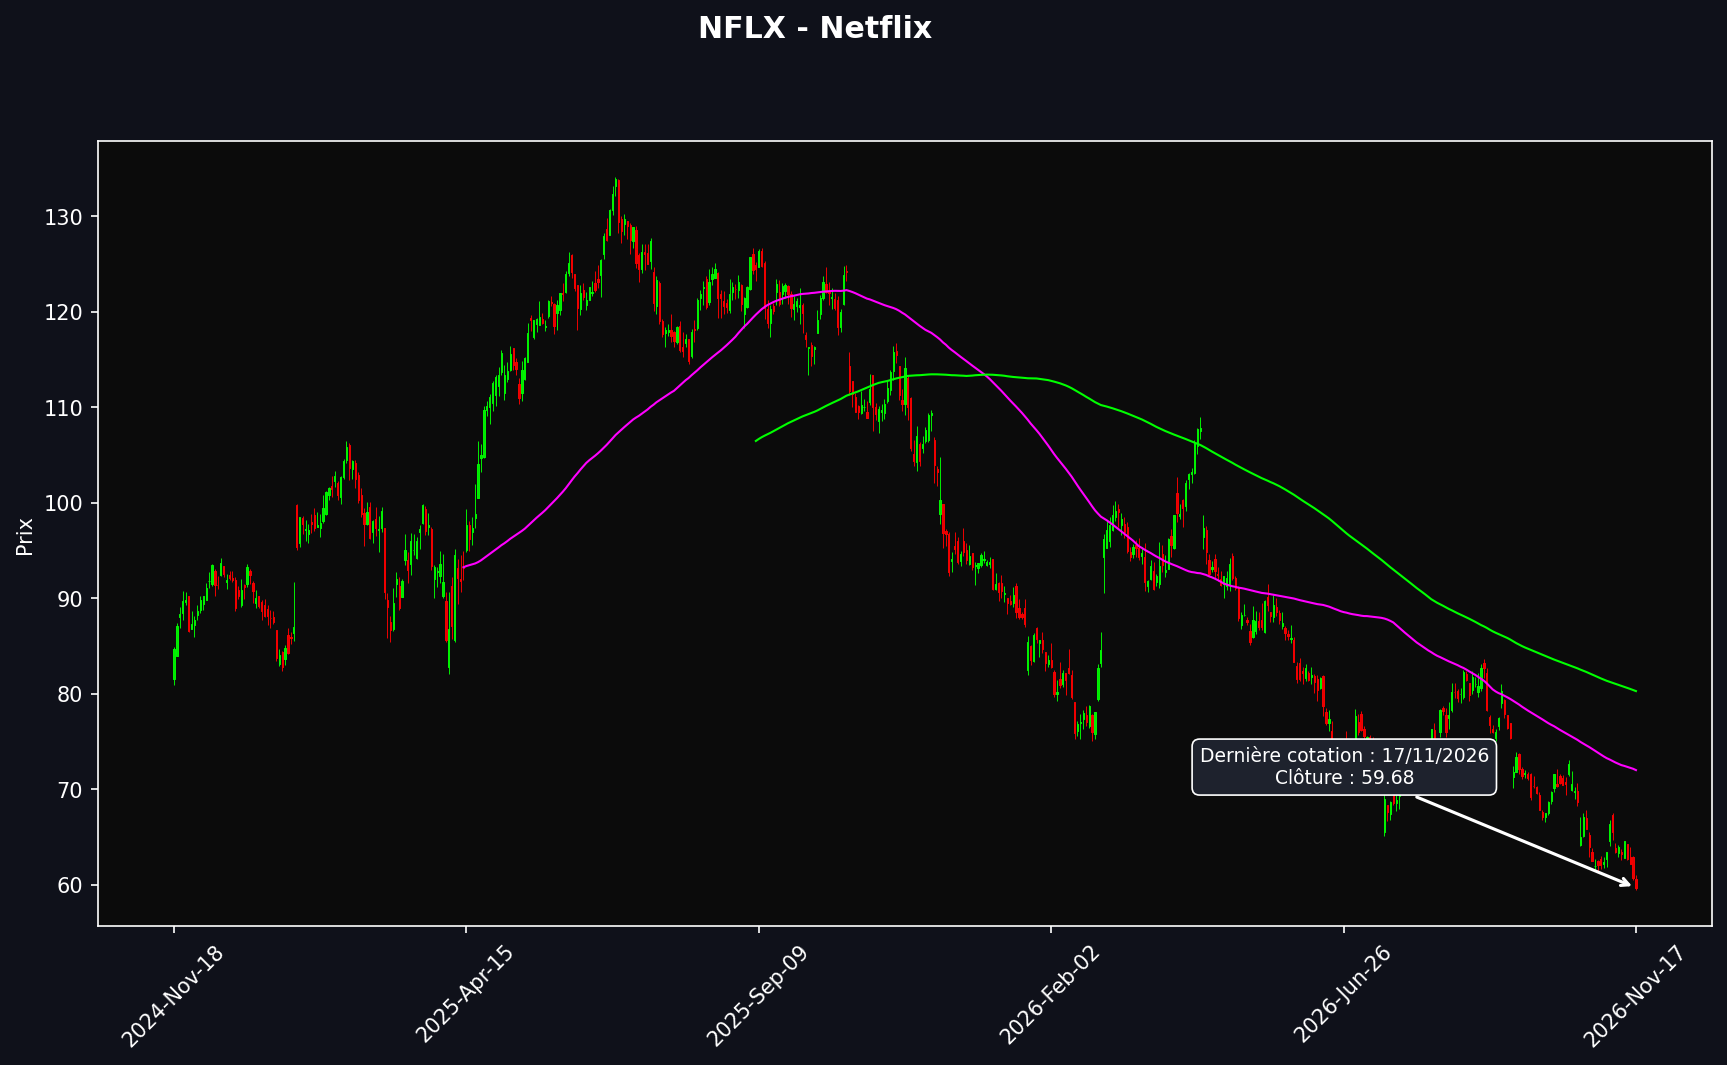 NFLX - Netflix
Prix
130
120
110
100
90
80
70
60
Dernière cotation : 17/11/2026
Clôture : 59.68
2024-Nov-18
2025-Apr-15
2025-Sep-09
2026-Feb-02
2026-Jun-26
2026-Nov-17